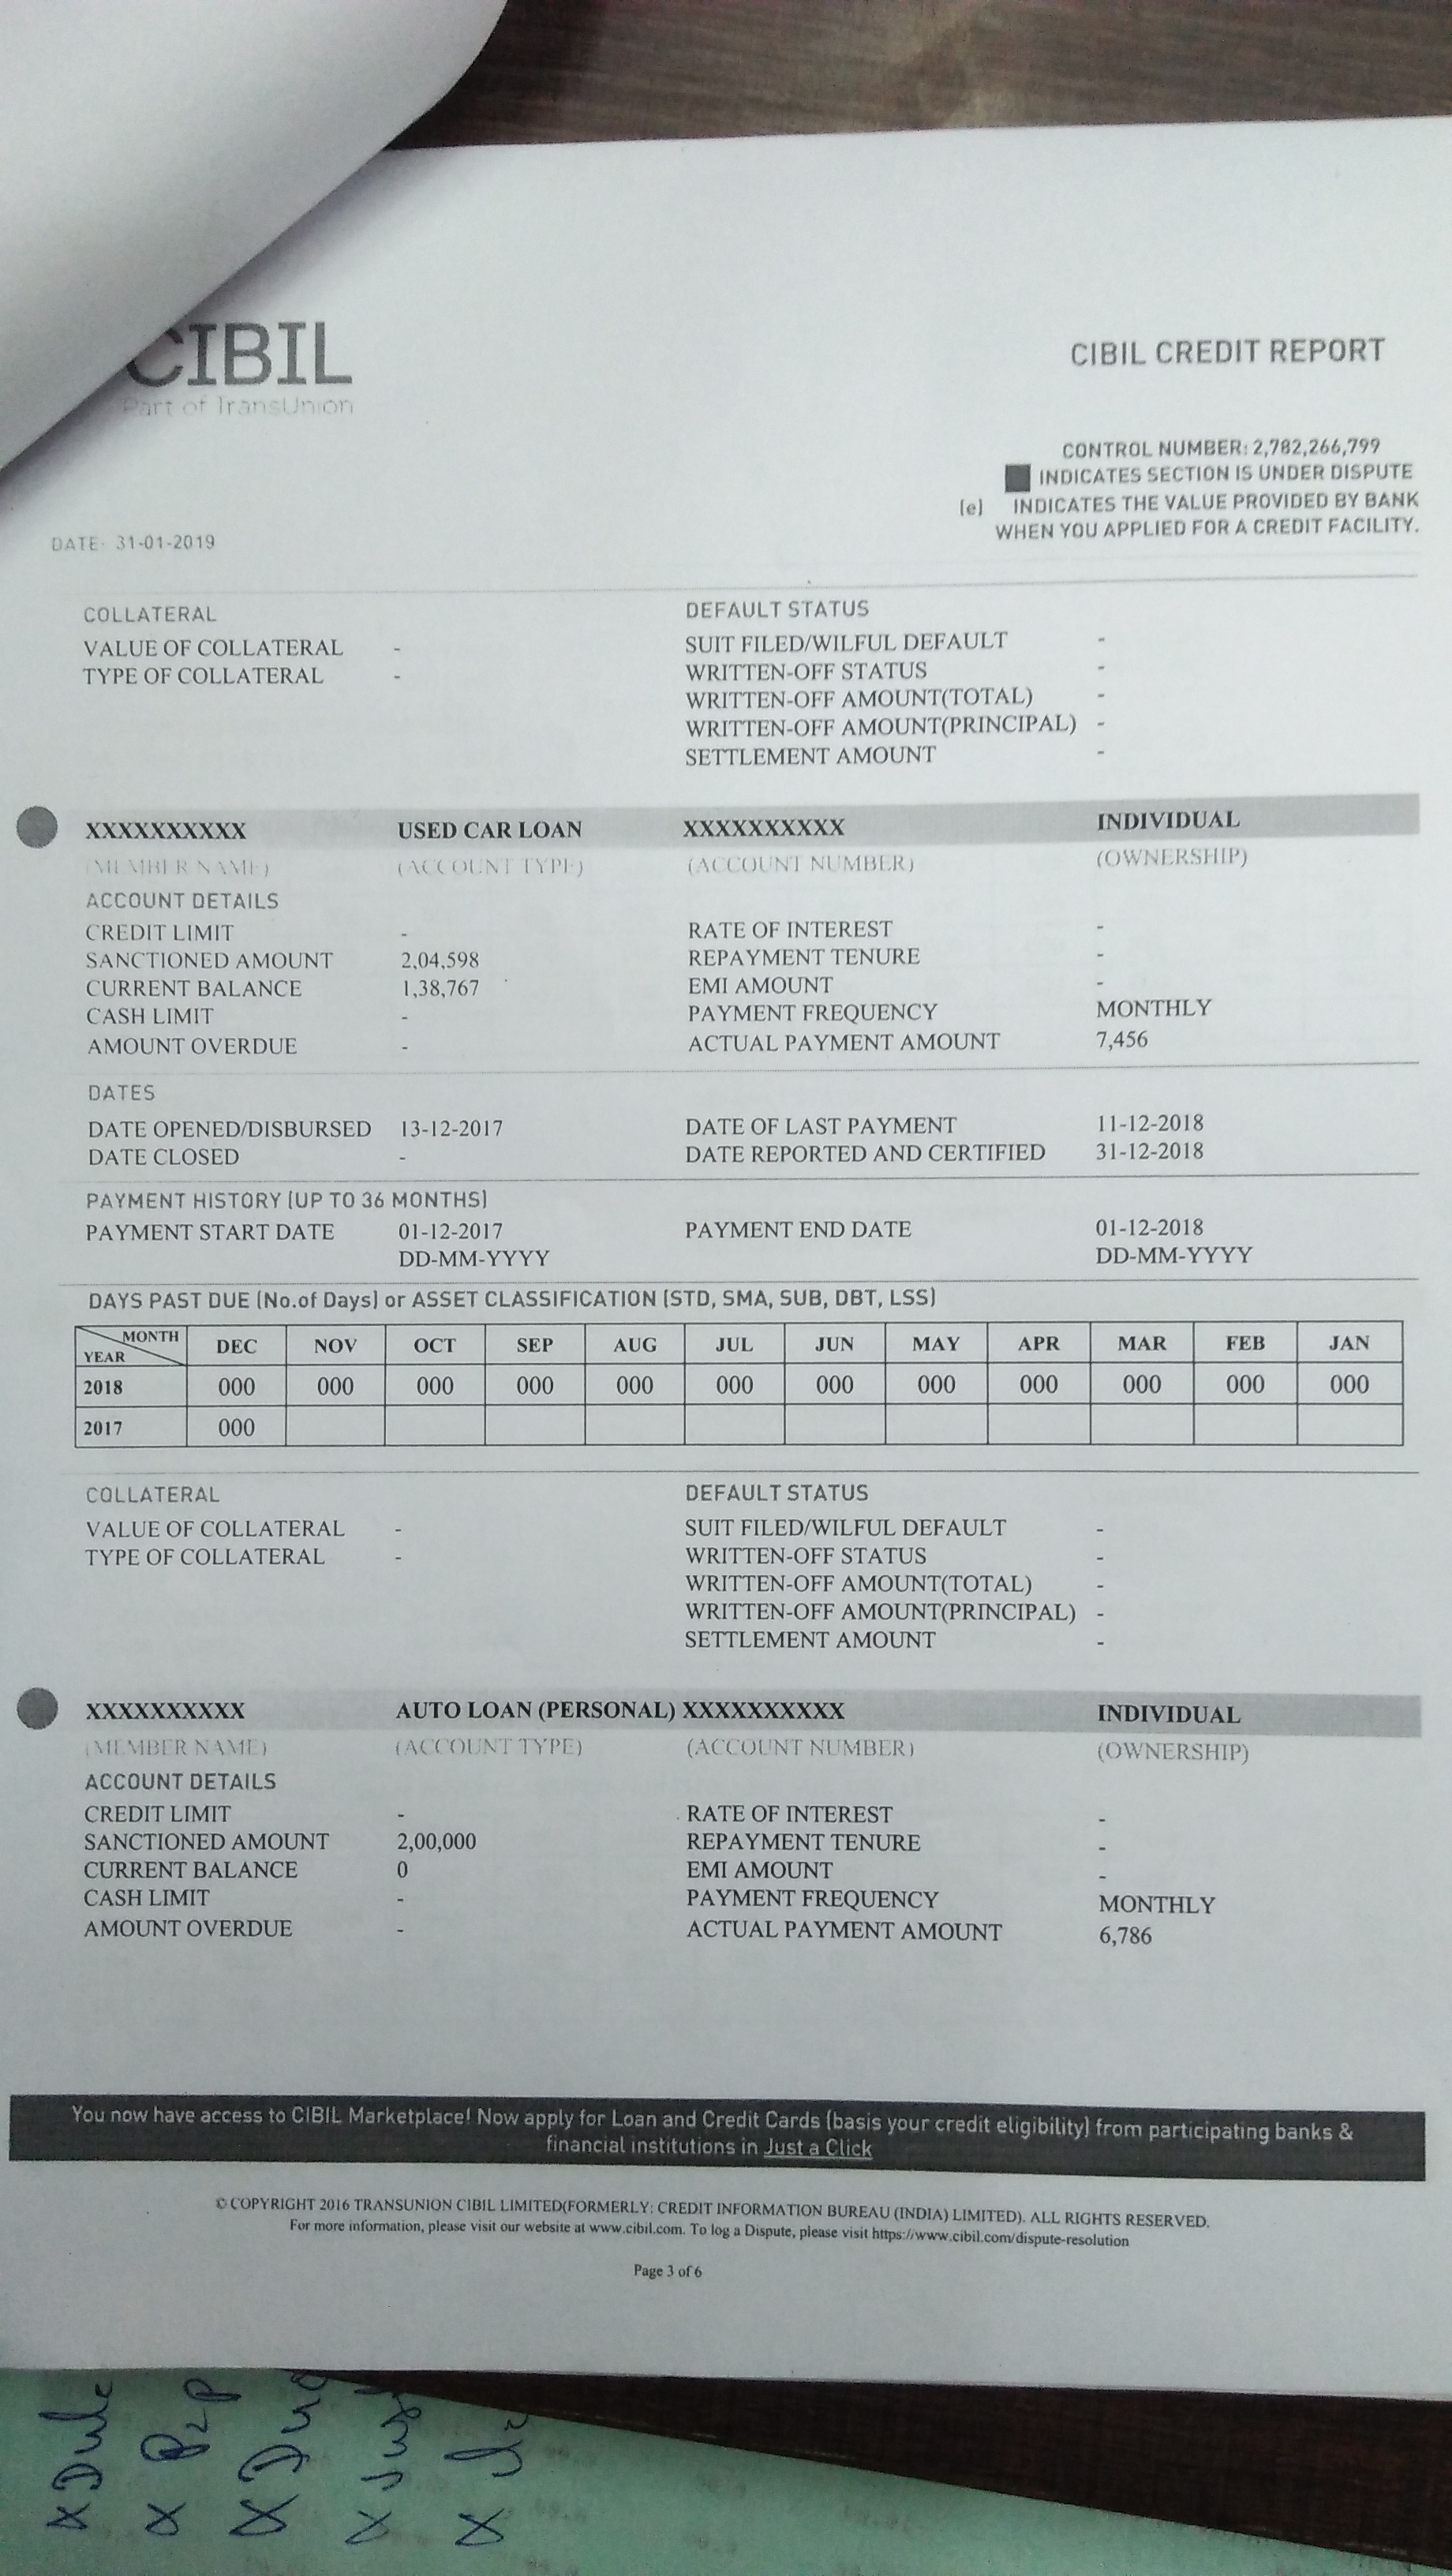 CIBIL
Part of TransUnion
CIBIL CREDIT REPORT
CONTROL NUMBER: 2,782,266,799
INDICATES SECTION IS UNDER DISPUTE
(e) INDICATES THE VALUE PROVIDED BY BANK
WHEN YOU APPLIED FOR A CREDIT FACILITY.
DATE: 31-01-2019
COLLATERAL DEFAULT STATUS
VALUE OF COLLATERAL - SUIT FILED/WILFUL DEFAULT -
TYPE OF COLLATERAL - WRITTEN-OFF STATUS -
WRITTEN-OFF AMOUNT(TOTAL) -
WRITTEN-OFF AMOUNT(PRINCIPAL) -
SETTLEMENT AMOUNT -
XXXXXXXXXX USED CAR LOAN XXXXXXXXXX INDIVIDUAL
(MEMBER NAME) (ACCOUNT TYPE) (ACCOUNT NUMBER) (OWNERSHIP)
ACCOUNT DETAILS
CREDIT LIMIT - RATE OF INTEREST -
SANCTIONED AMOUNT 2,04,598 REPAYMENT TENURE -
CURRENT BALANCE 1,38,767 EMI AMOUNT -
CASH LIMIT - PAYMENT FREQUENCY MONTHLY
AMOUNT OVERDUE - ACTUAL PAYMENT AMOUNT 7,456
DATES
DATE OPENED/DISBURSED 13-12-2017 DATE OF LAST PAYMENT 11-12-2018
DATE CLOSED - DATE REPORTED AND CERTIFIED 31-12-2018
PAYMENT HISTORY (UP TO 36 MONTHS)
PAYMENT START DATE 01-12-2017 PAYMENT END DATE 01-12-2018
DD-MM-YYYY DD-MM-YYYY
DAYS PAST DUE (No.of Days) or ASSET CLASSIFICATION (STD, SMA, SUB, DBT, LSS)
MONTH YEAR DEC NOV OCT SEP AUG JUL JUN MAY APR MAR FEB JAN
2018 000 000 000 000 000 000 000 000 000 000 000 000
2017 000
COLLATERAL DEFAULT STATUS
VALUE OF COLLATERAL - SUIT FILED/WILFUL DEFAULT -
TYPE OF COLLATERAL - WRITTEN-OFF STATUS -
WRITTEN-OFF AMOUNT(TOTAL) -
WRITTEN-OFF AMOUNT(PRINCIPAL) -
SETTLEMENT AMOUNT -
XXXXXXXXXX AUTO LOAN (PERSONAL) XXXXXXXXXX INDIVIDUAL
(MEMBER NAME) (ACCOUNT TYPE) (ACCOUNT NUMBER) (OWNERSHIP)
ACCOUNT DETAILS
CREDIT LIMIT - RATE OF INTEREST -
SANCTIONED AMOUNT 2,00,000 REPAYMENT TENURE -
CURRENT BALANCE 0 EMI AMOUNT -
CASH LIMIT - PAYMENT FREQUENCY MONTHLY
AMOUNT OVERDUE - ACTUAL PAYMENT AMOUNT 6,786
You now have access to CIBIL Marketplace! Now apply for Loan and Credit Cards (basis your credit eligibility) from participating banks &
financial institutions in Just a Click
© COPYRIGHT 2016 TRANSUNION CIBIL LIMITED(FORMERLY: CREDIT INFORMATION BUREAU (INDIA) LIMITED). ALL RIGHTS RESERVED.
For more information, please visit our website at www.cibil.com. To log a Dispute, please visit https://www.cibil.com/dispute-resolution
Page 3 of 6